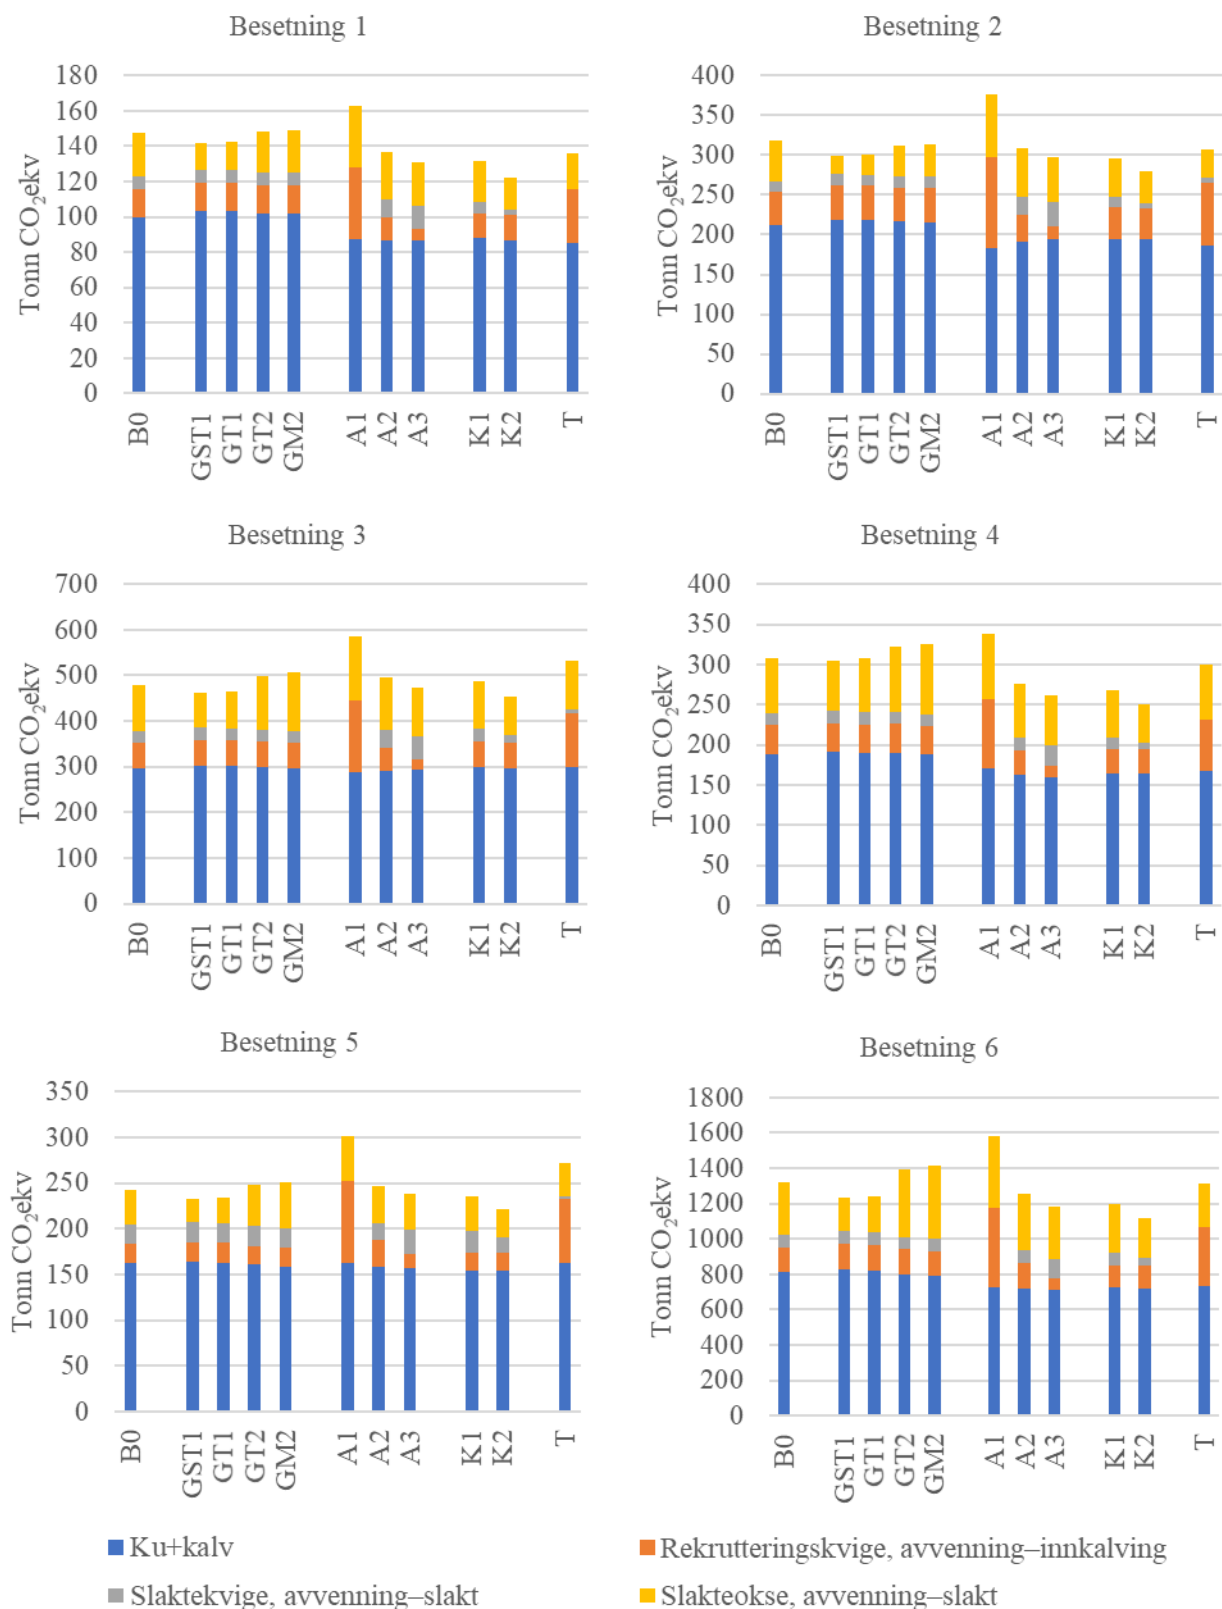 Besetning 1
Tonn CO₂ekv
180
160
140
120
100
80
60
40
20
0
B0
GST1
GT1
GT2
GM2
A1
A2
A3
K1
K2
T
Besetning 2
Tonn CO₂ekv
400
350
300
250
200
150
100
50
0
B0
GST1
GT1
GT2
GM2
A1
A2
A3
K1
K2
T
Besetning 3
Tonn CO₂ekv
700
600
500
400
300
200
100
0
B0
GST1
GT1
GT2
GM2
A1
A2
A3
K1
K2
T
Besetning 4
Tonn CO₂ekv
400
350
300
250
200
150
100
50
0
B0
GST1
GT1
GT2
GM2
A1
A2
A3
K1
K2
T
Besetning 5
Tonn CO₂ekv
350
300
250
200
150
100
50
0
B0
GST1
GT1
GT2
GM2
A1
A2
A3
K1
K2
T
Besetning 6
Tonn CO₂ekv
1800
1600
1400
1200
1000
800
600
400
200
0
B0
GST1
GT1
GT2
GM2
A1
A2
A3
K1
K2
T
Ku+kalv
Rekrutteringskvige, avvenning–innkalving
Slaktekvige, avvenning–slakt
Slakteokse, avvenning–slakt